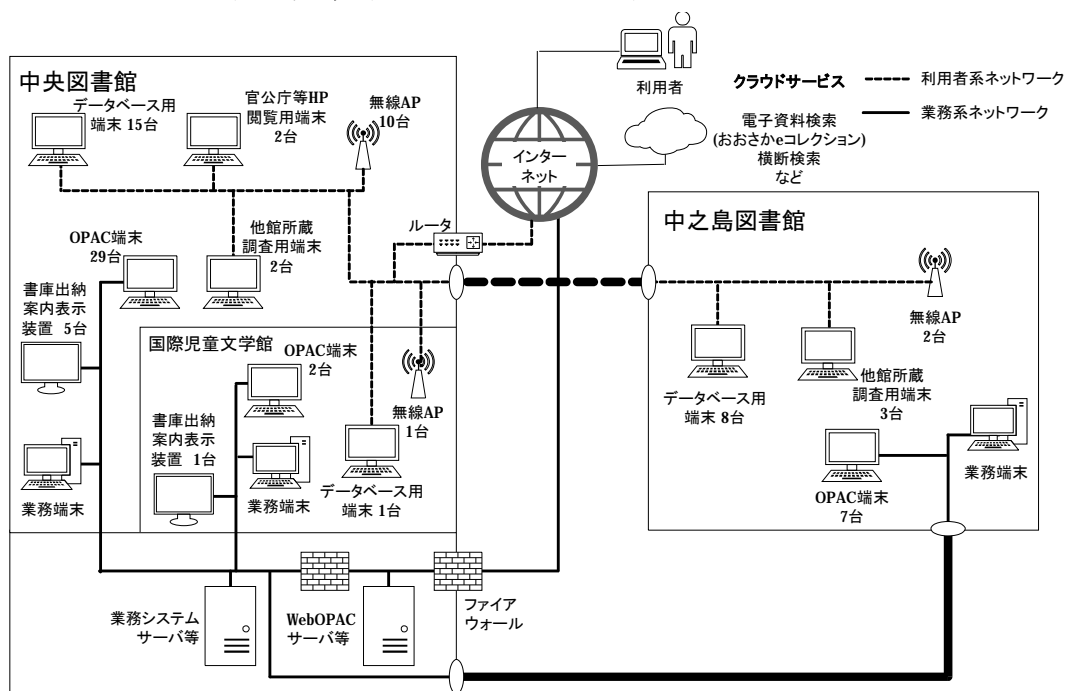 利用者
クラウドサービス
利用者系ネットワーク
業務系ネットワーク
電子資料検索
(おおさかeコレクション)
横断検索
など
インター
ネット
中央図書館
データベース用
端末 15台
官公庁等HP
閲覧用端末
2台
無線AP
10台
ルータ
OPAC端末
29台
他館所蔵
調査用端末
2台
書庫出納
案内表示
装置 5台
業務端末
国際児童文学館
OPAC端末
2台
無線AP
1台
書庫出納
案内表示
装置 1台
業務端末
データベース用
端末 1台
業務システム
サーバ等
WebOPAC
サーバ等
ファイア
ウォール
中之島図書館
無線AP
2台
データベース用
端末 8台
他館所蔵
調査用端末
3台
OPAC端末
7台
業務端末